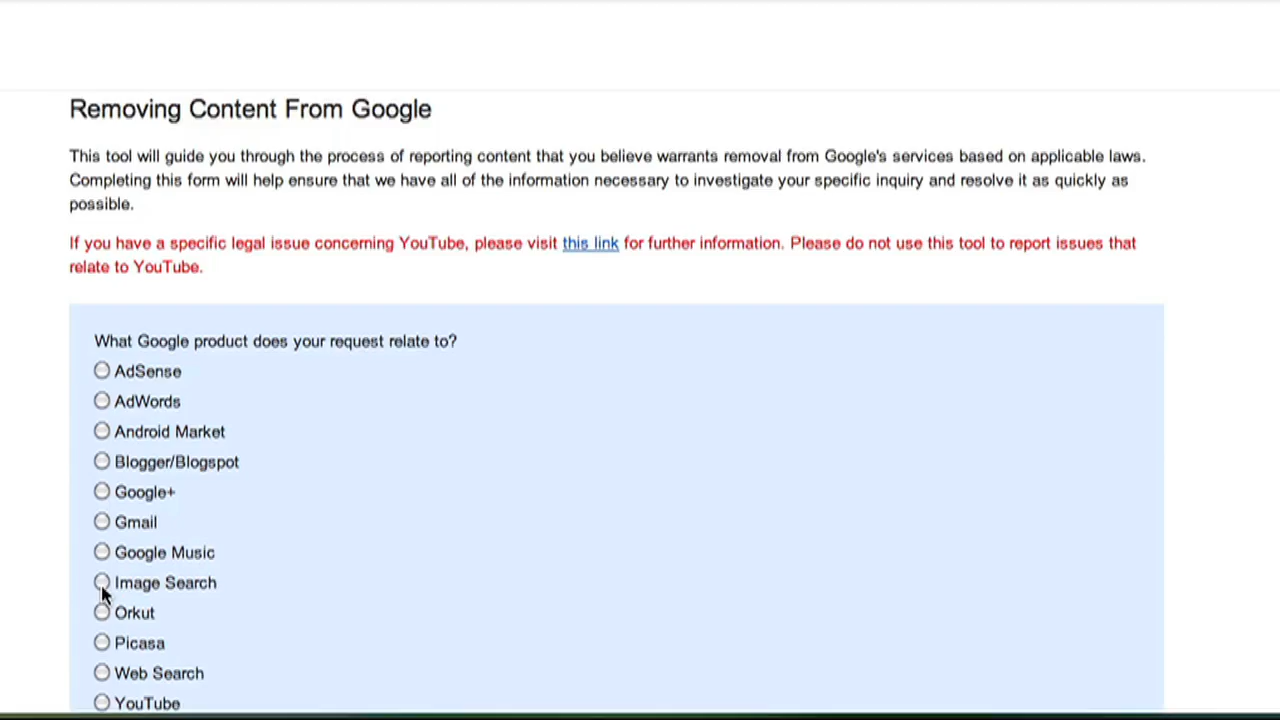 Removing Content From Google
This tool will guide you through the process of reporting content that you believe warrants removal from Google's services based on applicable laws.
Completing this form will help ensure that we have all of the information necessary to investigate your specific inquiry and resolve it as quickly as
possible.
If you have a specific legal issue concerning YouTube, please visit this link for further information. Please do not use this tool to report issues that
relate to YouTube.
What Google product does your request relate to?
AdSense
AdWords
Android Market
Blogger/Blogspot
Google+
Gmail
Google Music
Image Search
Orkut
Picasa
Web Search
YouTube